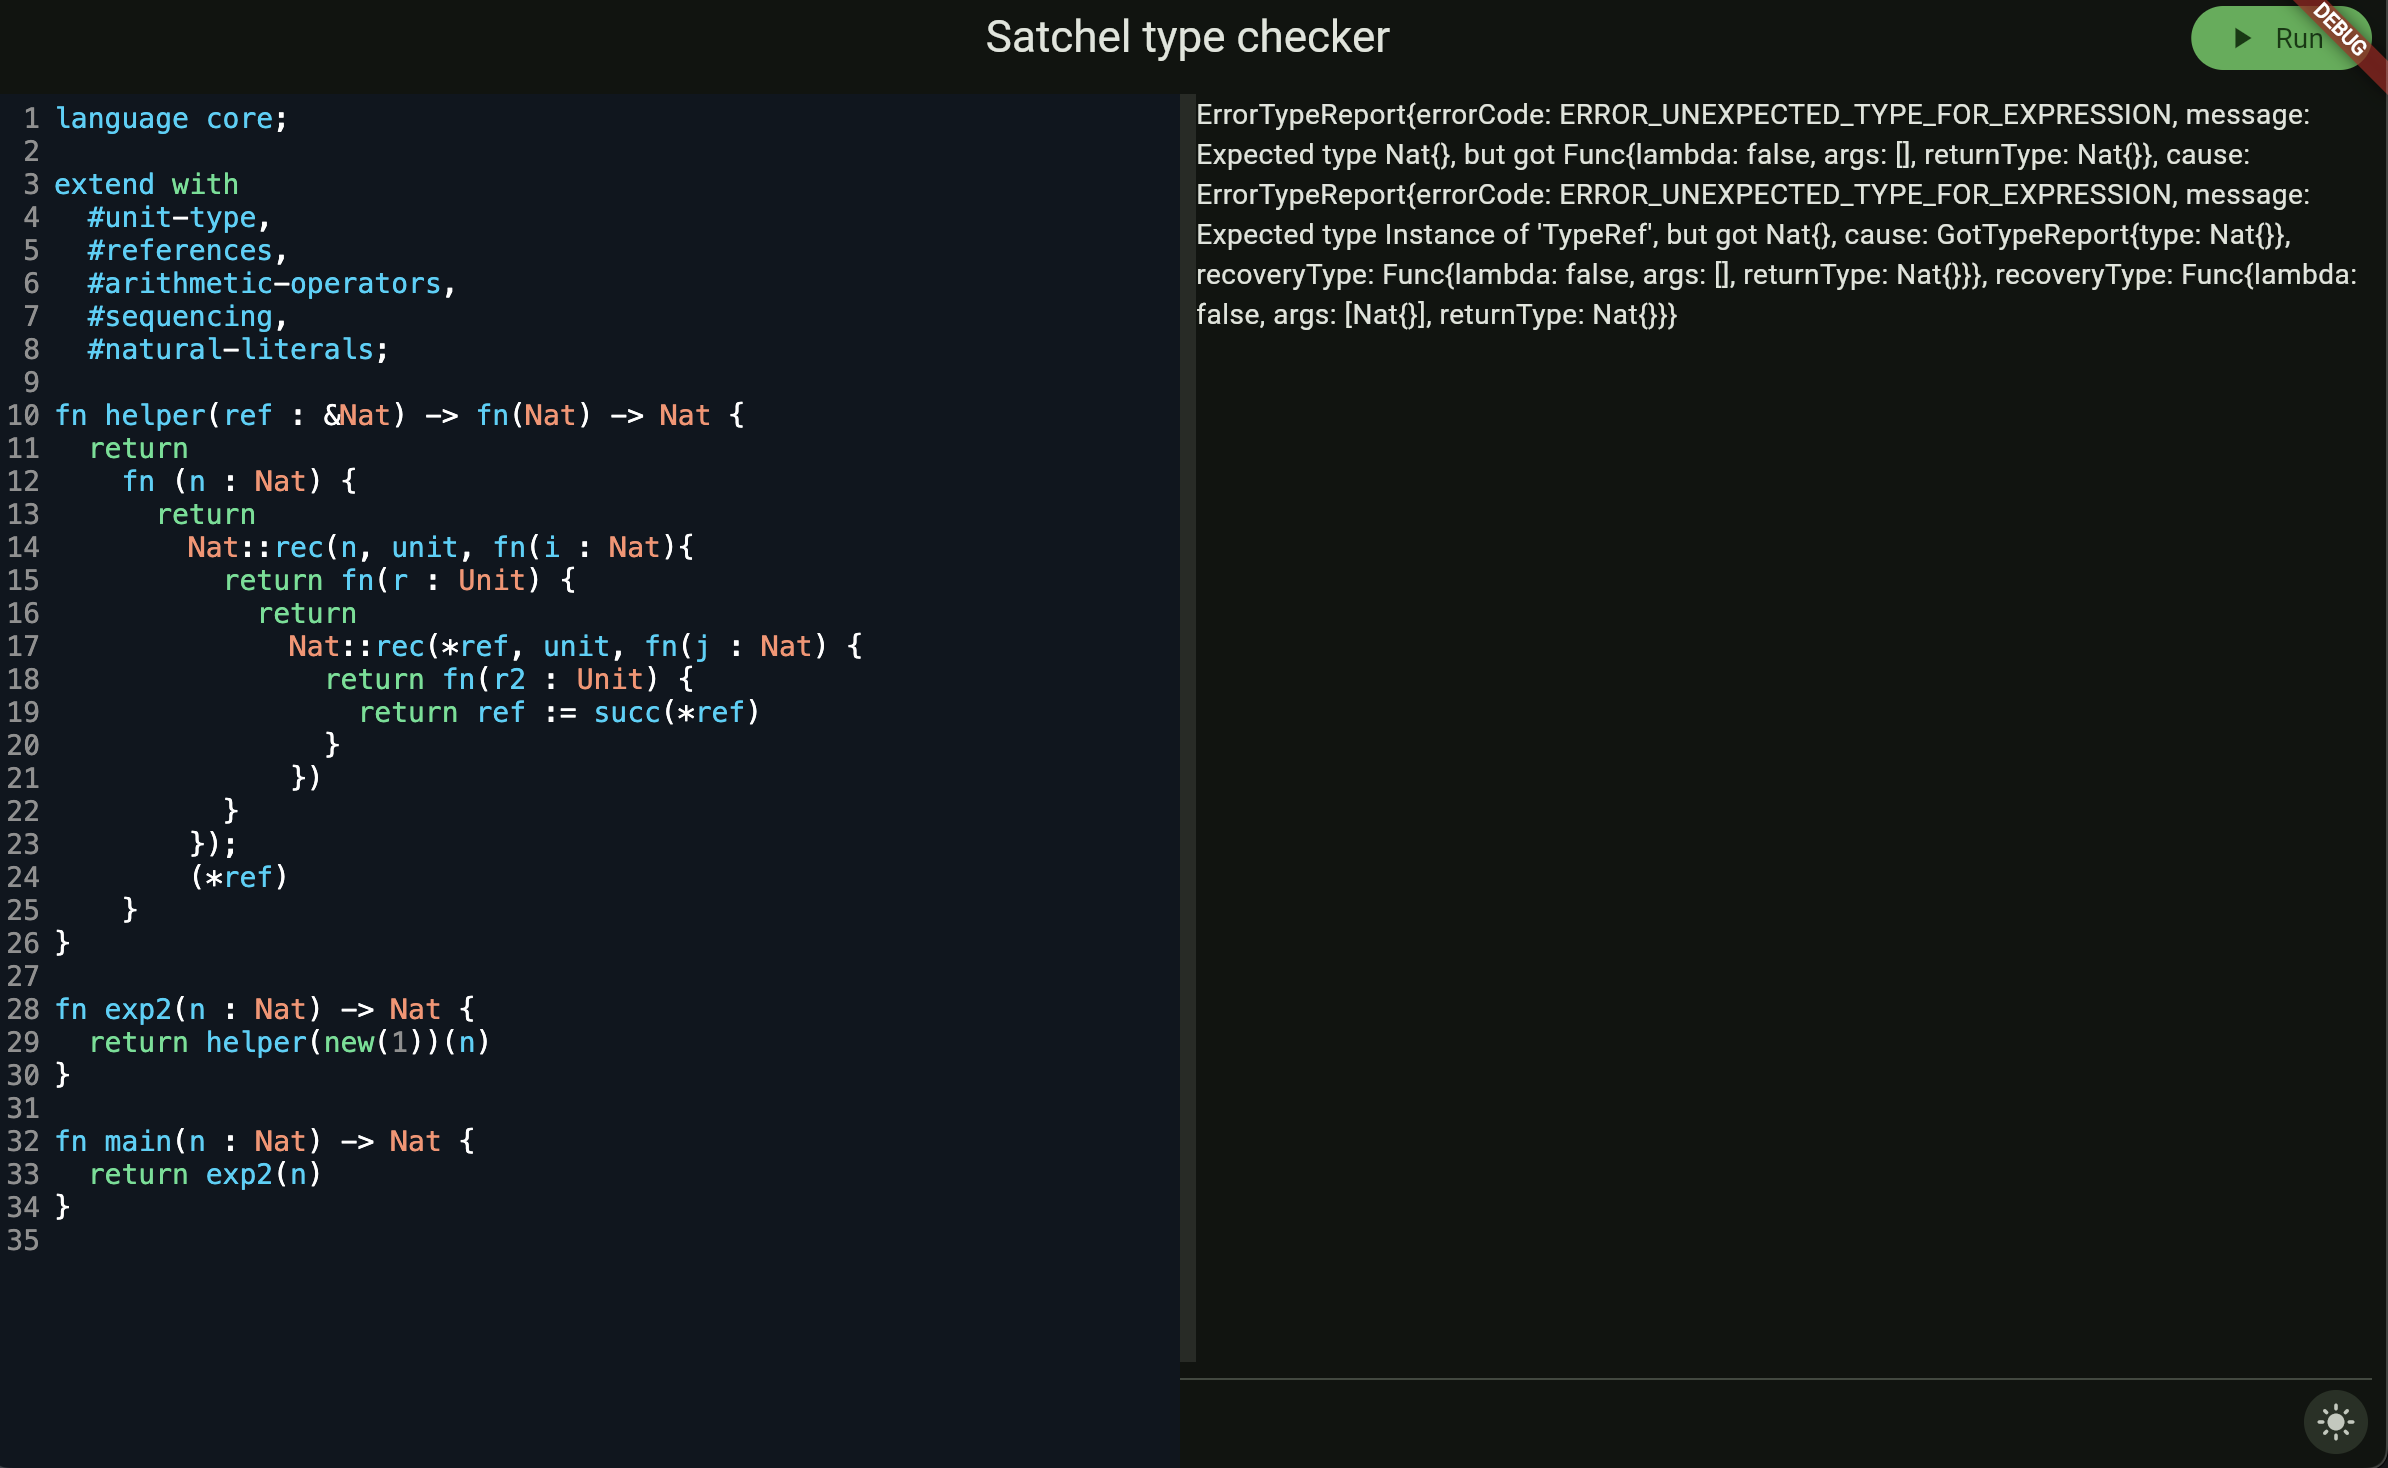 Satchel type checker
Run
DEBUG
1 language core;
2
3 extend with
4   #unit-type,
5   #references,
6   #arithmetic-operators,
7   #sequencing,
8   #natural-literals;
9
10 fn helper(ref : &Nat) -> fn(Nat) -> Nat {
11   return
12     fn (n : Nat) {
13       return
14         Nat::rec(n, unit, fn(i : Nat){
15           return fn(r : Unit) {
16             return
17               Nat::rec(*ref, unit, fn(j : Nat) {
18                 return fn(r2 : Unit) {
19                   return ref := succ(*ref)
20                 }
21               })
22           }
23         });
24         (*ref)
25     }
26 }
27
28 fn exp2(n : Nat) -> Nat {
29   return helper(new(1))(n)
30 }
31
32 fn main(n : Nat) -> Nat {
33   return exp2(n)
34 }
35
ErrorTypeReport{errorCode: ERROR_UNEXPECTED_TYPE_FOR_EXPRESSION, message:
Expected type Nat{}, but got Func{lambda: false, args: [], returnType: Nat{}}, cause:
ErrorTypeReport{errorCode: ERROR_UNEXPECTED_TYPE_FOR_EXPRESSION, message:
Expected type Instance of 'TypeRef', but got Nat{}, cause: GotTypeReport{type: Nat{}},
recoveryType: Func{lambda: false, args: [], returnType: Nat{}}}, recoveryType: Func{lambda:
false, args: [Nat{}], returnType: Nat{}}}